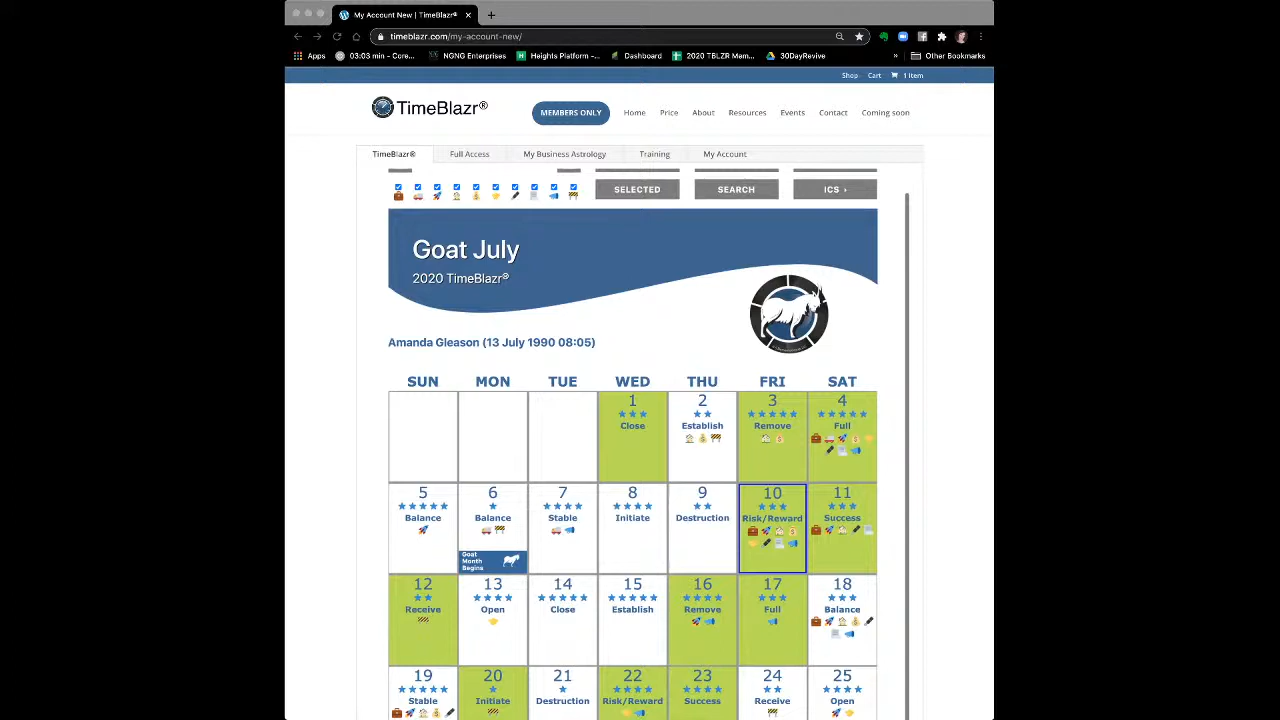 My Account New | TimeBlazr®
timeblazr.com/my-account-new/
Apps 03:03 min - Core... NGNG Enterprises Heights Platform -... Dashboard 2020 TBLZR Mem... 30DayRevive » Other Bookmarks
Shop Cart 1 Item
TimeBlazr® MEMBERS ONLY Home Price About Resources Events Contact Coming soon
TimeBlazr® Full Access My Business Astrology Training My Account
SELECTED SEARCH ICS ›
Goat July
2020 TimeBlazr®
Amanda Gleason (13 July 1990 08:05)
SUN MON TUE WED THU FRI SAT
1 2 3 4
Close Establish Remove Full
5 6 7 8 9 10 11
Balance Balance Stable Initiate Destruction Risk/Reward Success
Goat
Month
Begins
12 13 14 15 16 17 18
Receive Open Close Establish Remove Full Balance
19 20 21 22 23 24 25
Stable Initiate Destruction Risk/Reward Success Receive Open